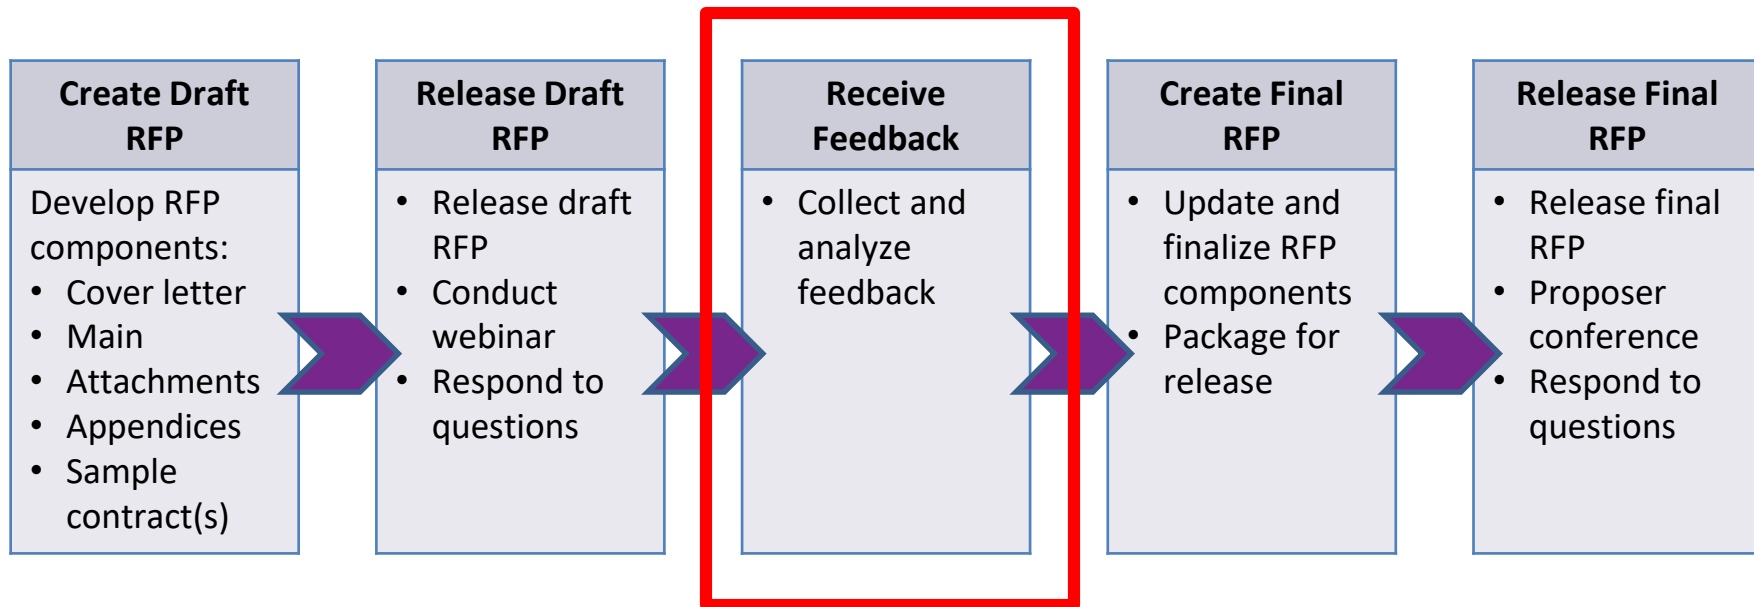 Create Draft
RFP
Develop RFP
components:
• Cover letter
• Main
• Attachments
• Appendices
• Sample
contract(s)
Release Draft
RFP
• Release draft
RFP
• Conduct
webinar
• Respond to
questions
Receive
Feedback
• Collect and
analyze
feedback
Create Final
RFP
• Update and
finalize RFP
components
• Package for
release
Release Final
RFP
• Release final
RFP
• Proposer
conference
• Respond to
questions